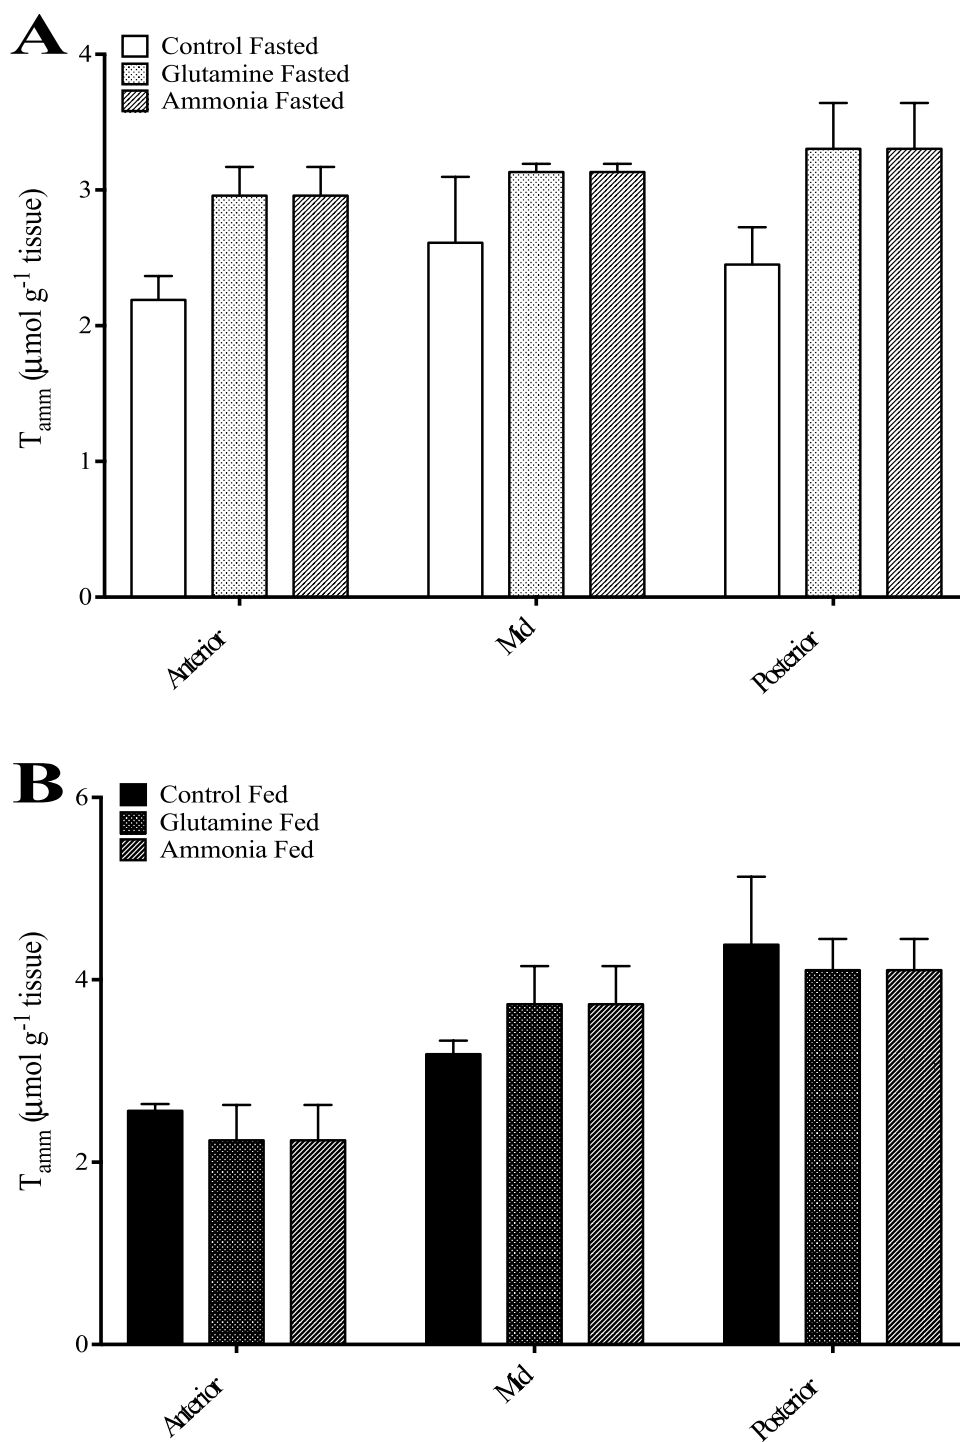 A
Control Fasted
Glutamine Fasted
Ammonia Fasted
4
3
2
1
0
Tamm (μmol g-1 tissue)
Anterior
Mid
Posterior
B
Control Fed
Glutamine Fed
Ammonia Fed
6
4
2
0
Tamm (μmol g-1 tissue)
Anterior
Mid
Posterior